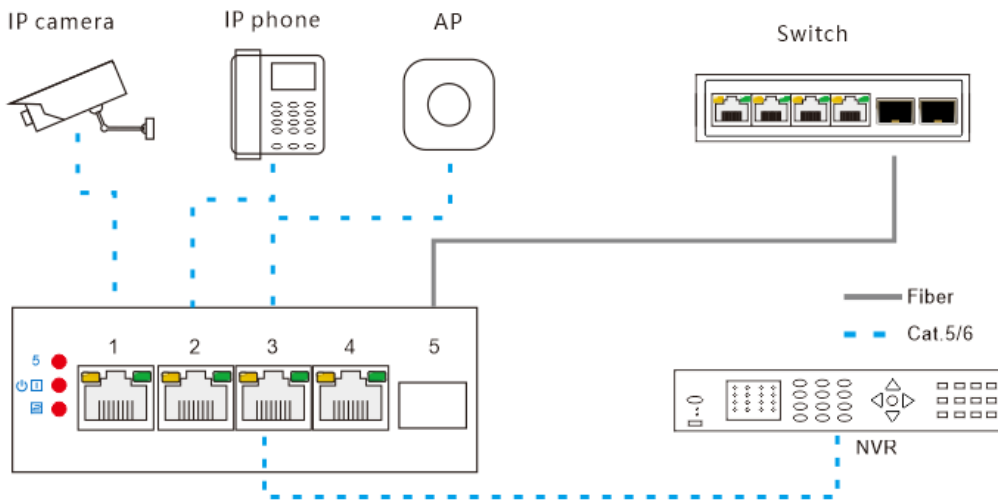 IP camera
IP phone
AP
Switch
Fiber
Cat.5/6
1 2 3 4 5
5
NVR